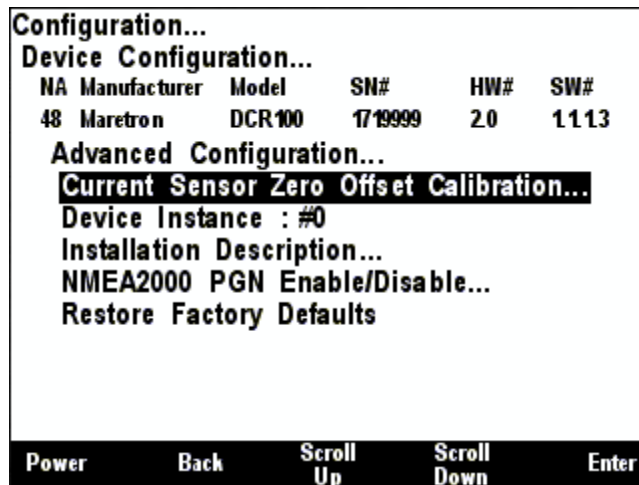 Configuration...
Device Configuration...
NA Manufacturer Model SN# HW# SW#
48 Maretron DCR100 1719999 2.0 1.1.1.3
Advanced Configuration...
Current Sensor Zero Offset Calibration...
Device Instance : #0
Installation Description...
NMEA2000 PGN Enable/Disable...
Restore Factory Defaults
Power Back Scroll Up Scroll Down Enter